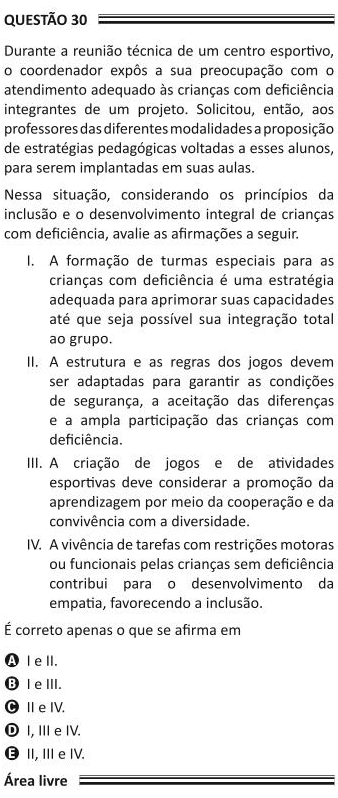 QUESTÃO 30
Durante a reunião técnica de um centro esportivo,
o coordenador expôs a sua preocupação com o
atendimento adequado às crianças com deficiência
integrantes de um projeto. Solicitou, então, aos
professores das diferentes modalidades a proposição
de estratégias pedagógicas voltadas a esses alunos,
para serem implantadas em suas aulas.
Nessa situação, considerando os princípios da
inclusão e o desenvolvimento integral de crianças
com deficiência, avalie as afirmações a seguir.
I. A formação de turmas especiais para as
crianças com deficiência é uma estratégia
adequada para aprimorar suas capacidades
até que seja possível sua integração total
ao grupo.
II. A estrutura e as regras dos jogos devem
ser adaptadas para garantir as condições
de segurança, a aceitação das diferenças
e a ampla participação das crianças com
deficiência.
III. A criação de jogos e de atividades
esportivas deve considerar a promoção da
aprendizagem por meio da cooperação e da
convivência com a diversidade.
IV. A vivência de tarefas com restrições motoras
ou funcionais pelas crianças sem deficiência
contribui para o desenvolvimento da
empatia, favorecendo a inclusão.
É correto apenas o que se afirma em
A I e II.
B I e III.
C II e IV.
D I, III e IV.
E II, III e IV.
Área livre